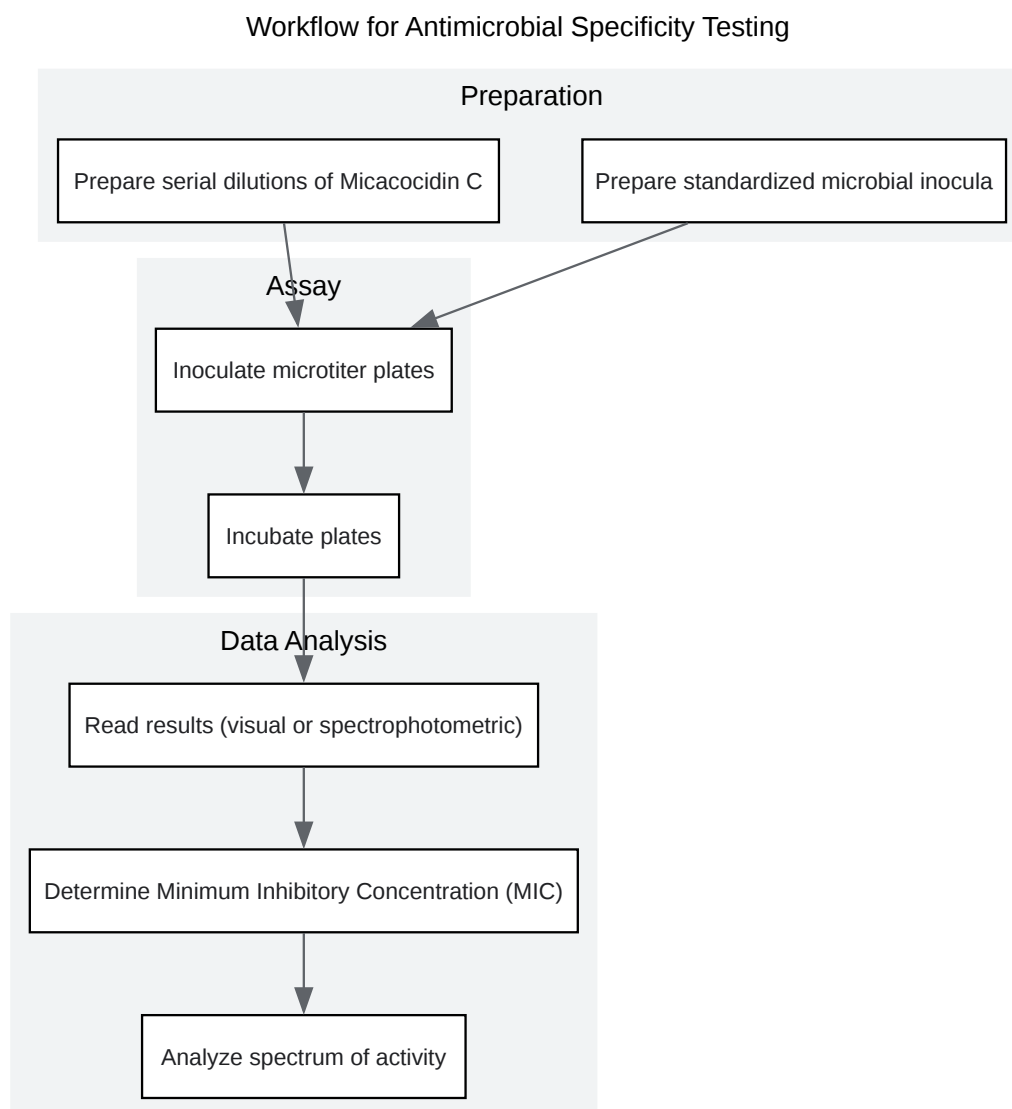 Workflow for Antimicrobial Specificity Testing
Preparation
Prepare serial dilutions of Micacocidin C
Prepare standardized microbial inocula
Assay
Inoculate microtiter plates
Incubate plates
Data Analysis
Read results (visual or spectrophotometric)
Determine Minimum Inhibitory Concentration (MIC)
Analyze spectrum of activity